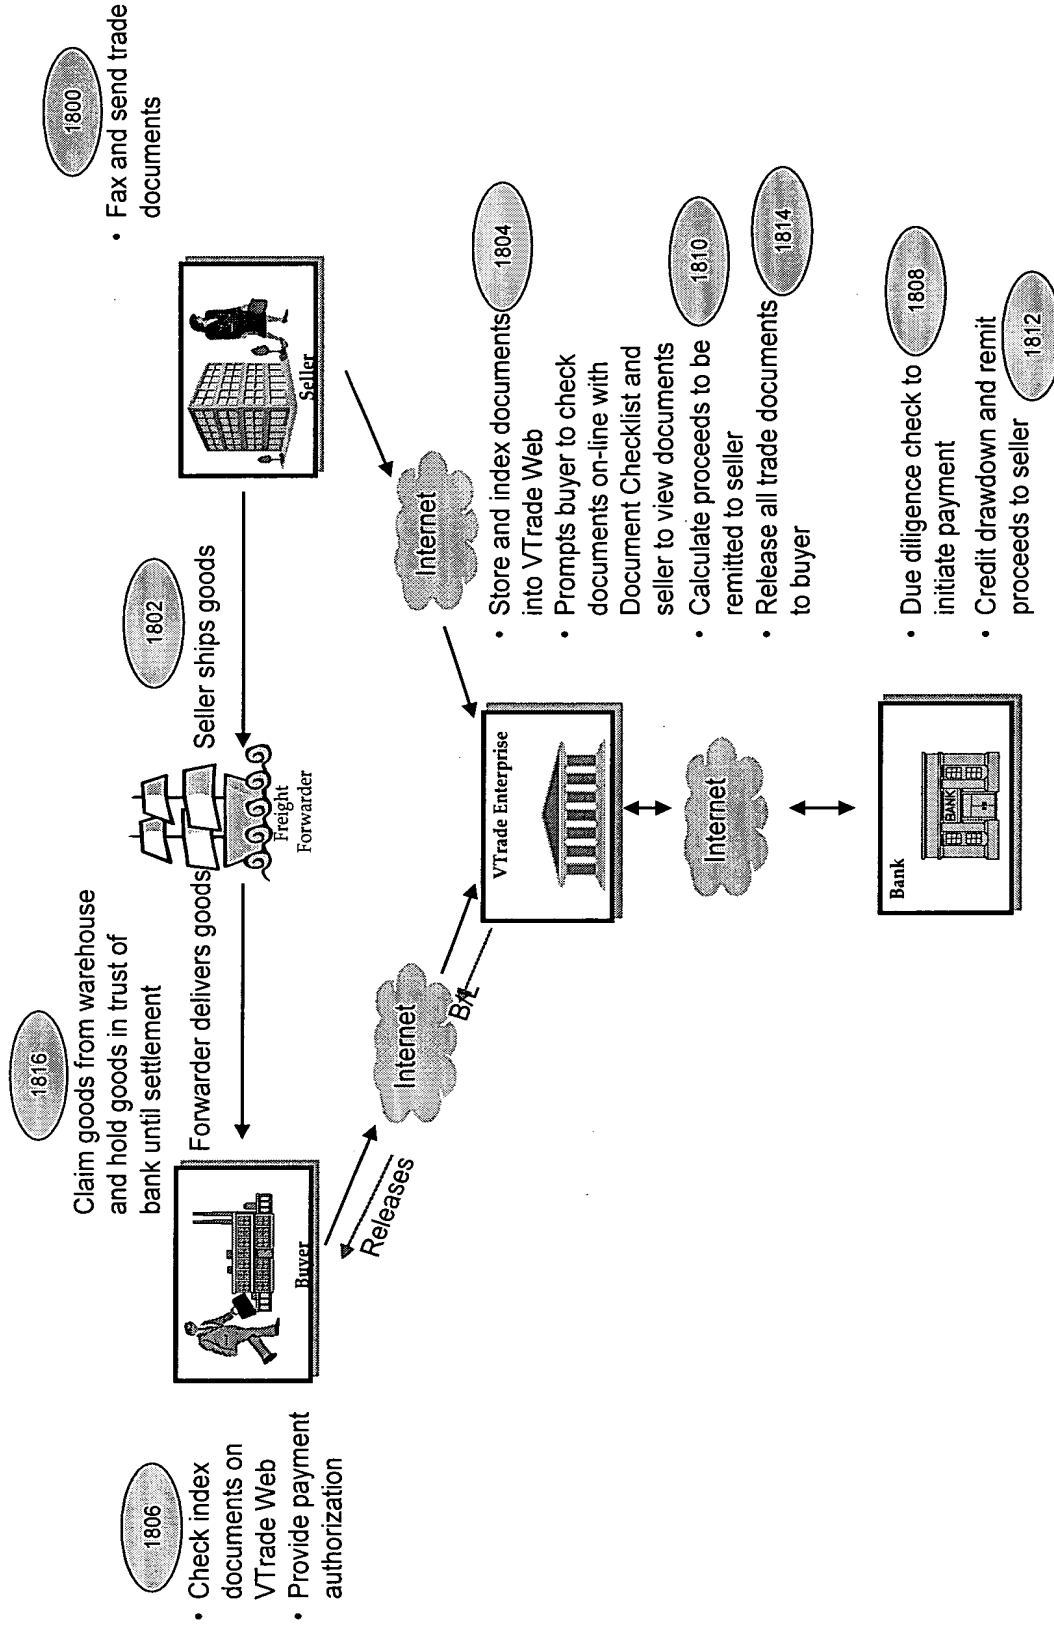 1816
Claim goods from warehouse
and hold goods in trust of
bank until settlement
1800
• Fax and send trade
documents
1806
• Check index
documents on
VTrade Web
• Provide payment
authorization
Buyer
Forwarder delivers goods
Freight
Forwarder
1802
Seller ships goods
Seller
Releases
Internet
B/L
Internet
VTrade Enterprise
1804
• Store and index documents
into VTrade Web
• Prompts buyer to check
documents on-line with
Document Checklist and
seller to view documents
1810
• Calculate proceeds to be
remitted to seller
1814
• Release all trade documents
to buyer
Internet
Bank
BANK
1808
• Due diligence check to
initiate payment
• Credit drawdown and remit
proceeds to seller
1812